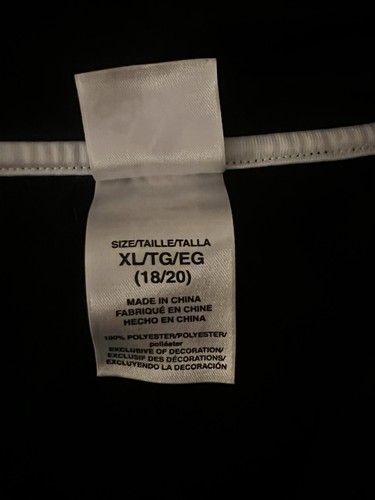 SIZE/TAILLE/TALLA
XL/TG/EG
(18/20)
MADE IN CHINA
FABRIQUÉ EN CHINE
HECHO EN CHINA
100% POLYESTER/POLYESTER/
poliéster
EXCLUSIVE OF DECORATION/
EXCLUSIF DES DÉCORATIONS/
EXCLUYENDO LA DECORACIÓN